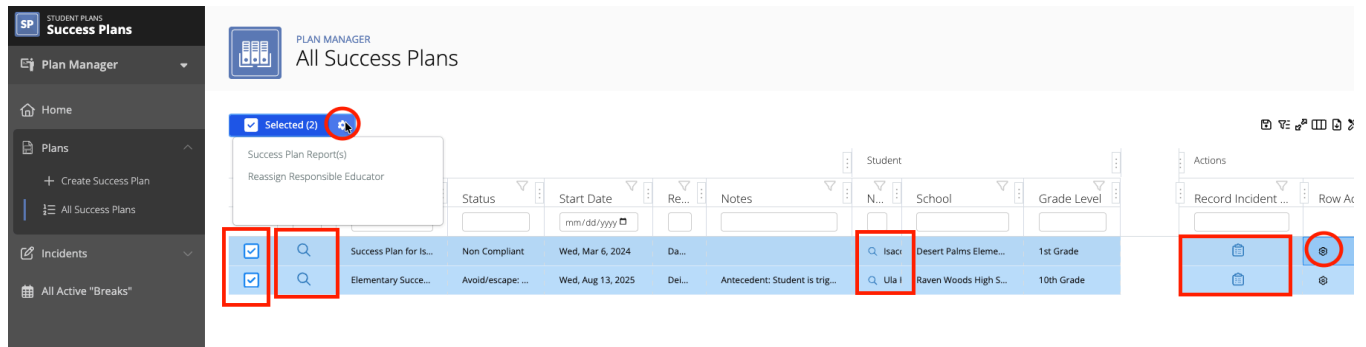 SP
STUDENT PLANS
Success Plans
Plan Manager
Home
Plans
+ Create Success Plan
All Success Plans
Incidents
All Active "Breaks"
PLAN MANAGER
All Success Plans
Selected (2)
Success Plan Report(s)
Reassign Responsible Educator
Student
Actions
Status
Start Date
Re...
Notes
N...
School
Grade Level
Record Incident ...
Row Ac
mm/dd/yyyy
Success Plan for Is...
Non Compliant
Wed, Mar 6, 2024
Da...
Isac
Desert Palms Eleme...
1st Grade
Elementary Succe...
Avoid/escape: ...
Wed, Aug 13, 2025
Dei...
Antecedent: Student is trig...
Ula
Raven Woods High S...
10th Grade